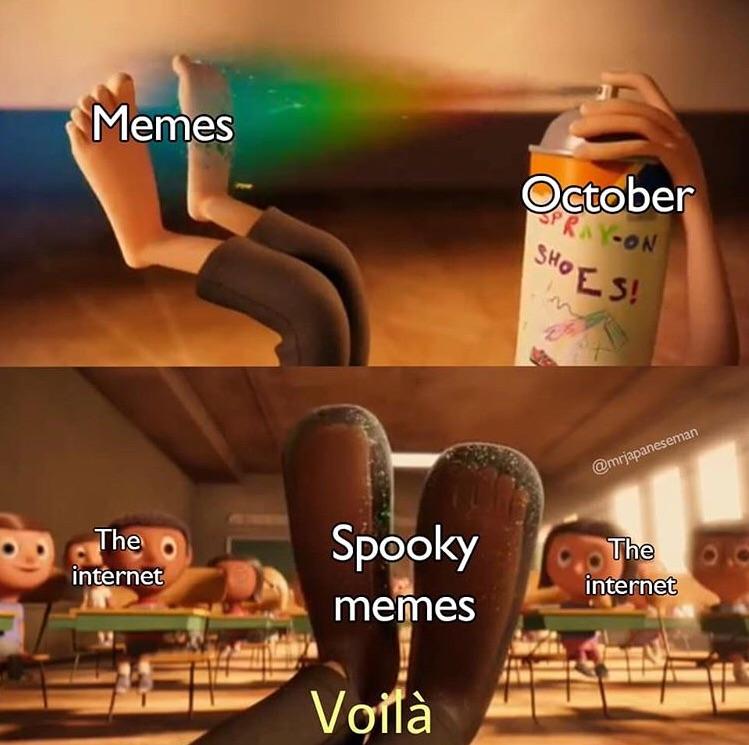 Memes
October
SPRAY-ON
SHOES!
@mrjapaneseman
The
internet
Spooky
memes
The
internet
Voilà